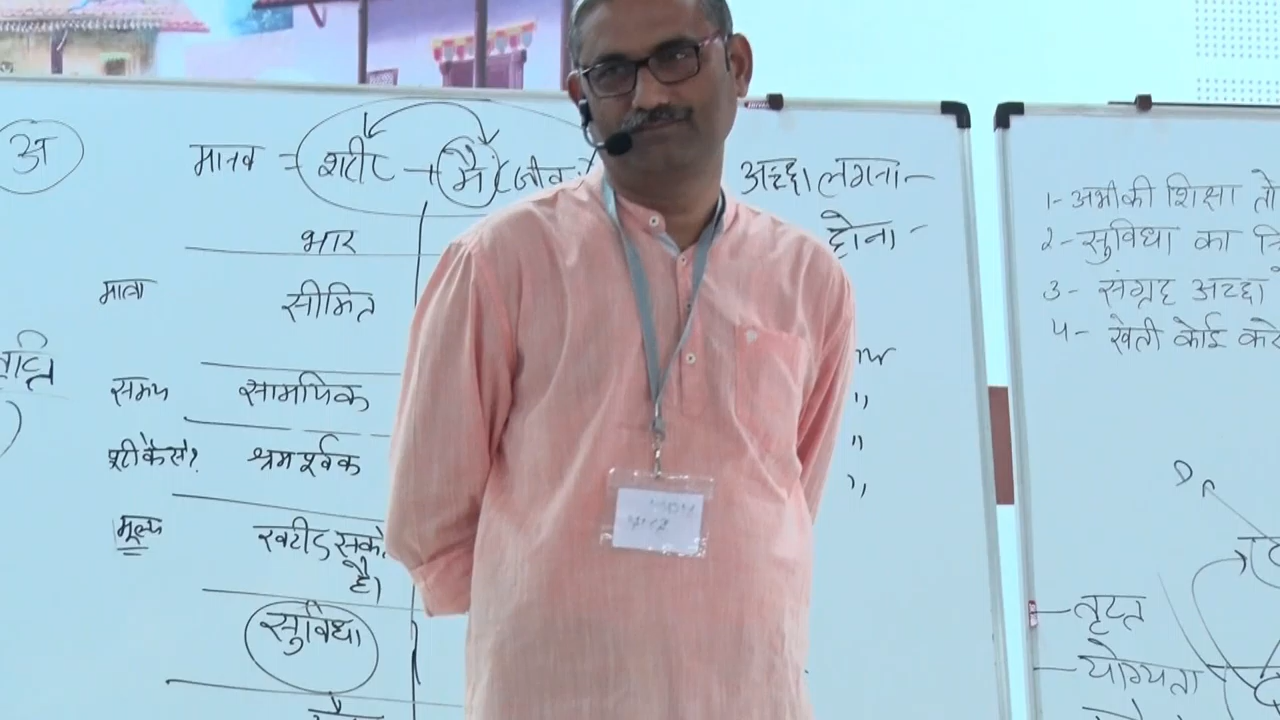 अ
मानव = शरीर + मैं (जीवन)
भार
मात्रा सीमित
समय सामयिक
पूर्ति कैसे? श्रमपूर्वक
मूल्य खरीद सकते
है।
सुविधा
अच्छा लगना -
होना -
"
"
"
1- अभी की शिक्षा तो
2- सुविधा का
3- संग्रह अच्छा
4- खेती कोई करे
तृप्त
योग्यता